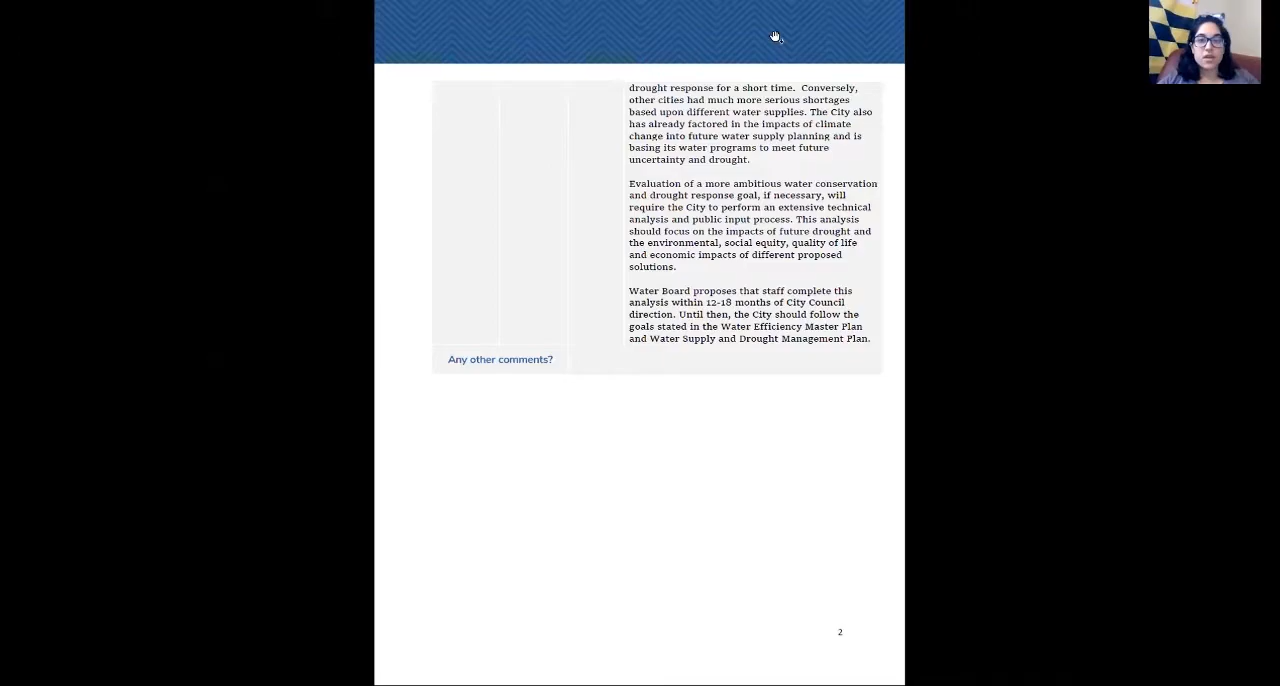 drought response for a short time. Conversely,
other cities had much more serious shortages
based upon different water supplies. The City also
has already factored in the impacts of climate
change into future water supply planning and is
basing its water programs to meet future
uncertainty and drought.
Evaluation of a more ambitious water conservation
and drought response goal, if necessary, will
require the City to perform an extensive technical
analysis and public input process. This analysis
should focus on the impacts of future drought and
the environmental, social equity, quality of life
and economic impacts of different proposed
solutions.
Water Board proposes that staff complete this
analysis within 12-18 months of City Council
direction. Until then, the City should follow the
goals stated in the Water Efficiency Master Plan
and Water Supply and Drought Management Plan.
Any other comments?
2